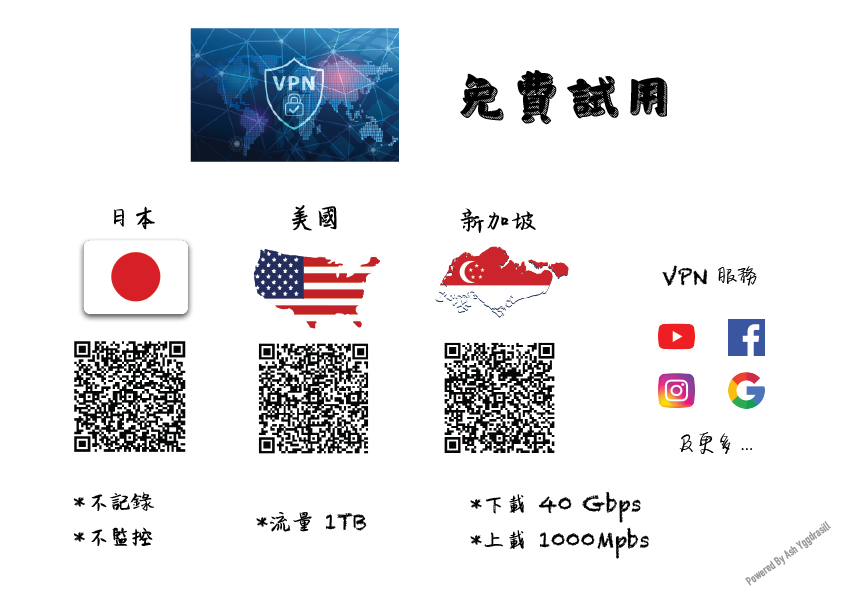 VPN
免費試用
日本
美國
新加坡
VPN 服務
及更多 ...
*不記錄
*不監控
*流量 1TB
*下載 40 Gbps
*上載 1000Mpbs
Powered By Ash Yggdrasill